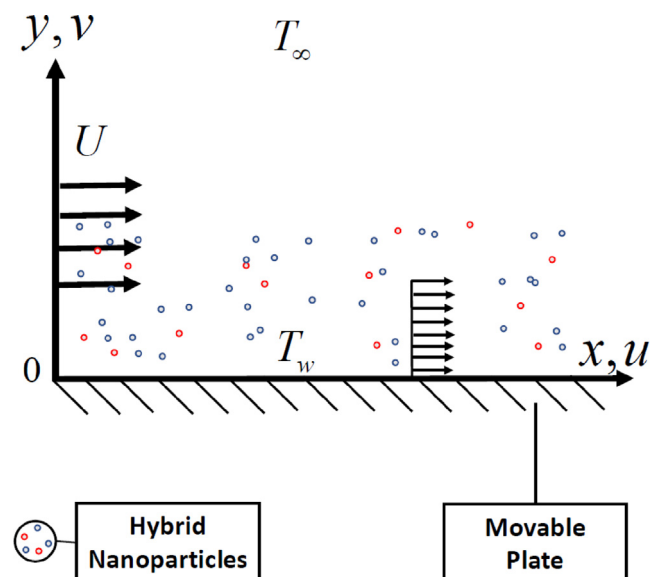 y, v
T∞
U
T_w
0
x, u
Hybrid
Nanoparticles
Movable
Plate